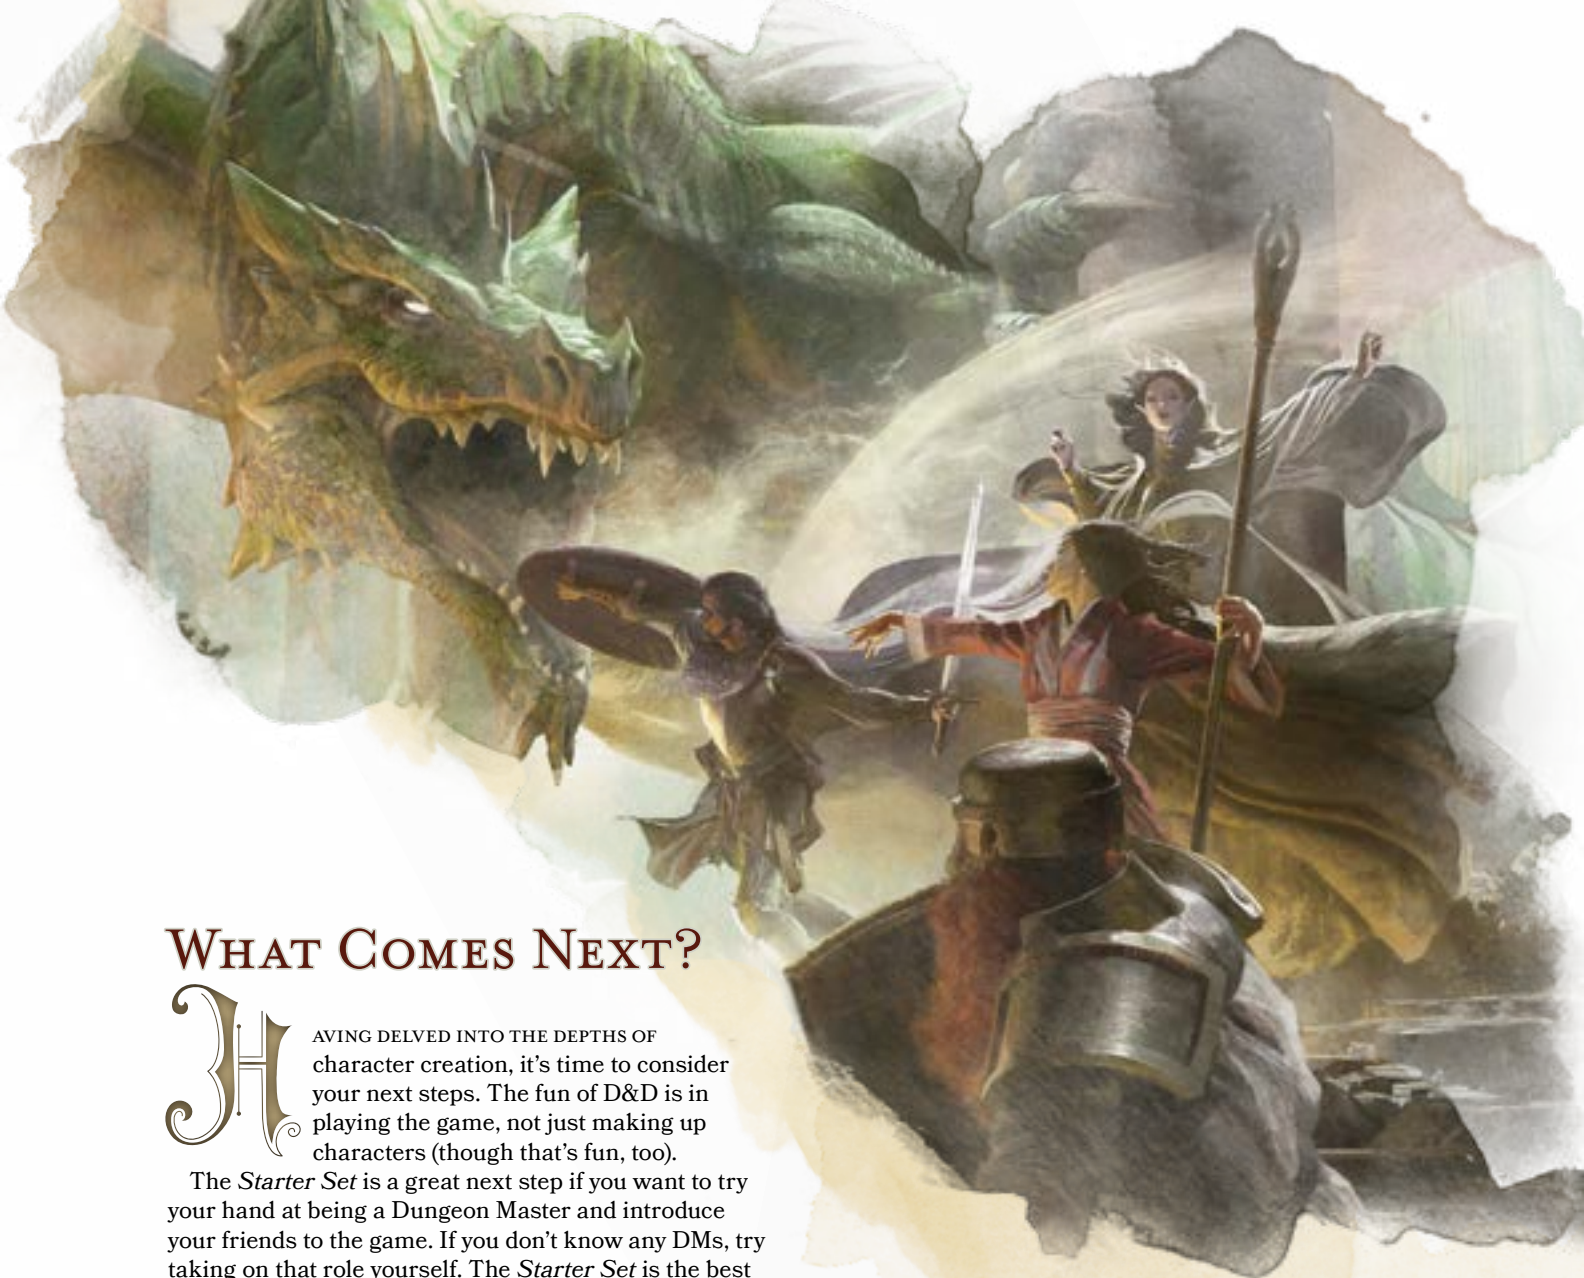 WHAT COMES NEXT?
HAVING DELVED INTO THE DEPTHS OF
character creation, it’s time to consider
your next steps. The fun of D&D is in
playing the game, not just making up
characters (though that’s fun, too).
The Starter Set is a great next step if you want to try
your hand at being a Dungeon Master and introduce
your friends to the game. If you don’t know any DMs, try
taking on that role yourself. The Starter Set is the best